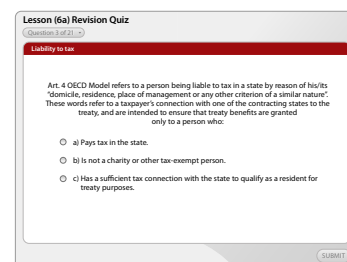 Lesson (6a) Revision Quiz
Question 3 of 21
Liability to tax
Art. 4 OECD Model refers to a person being liable to tax in a state by reason of his/its
"domicile, residence, place of management or any other criterion of a similar nature".
These words refer to a taxpayer's connection with one of the contracting states to the
treaty, and are intended to ensure that treaty benefits are granted
only to a person who:
a) Pays tax in the state.
b) Is not a charity or other tax-exempt person.
c) Has a sufficient tax connection with the state to qualify as a resident for
treaty purposes.
SUBMIT